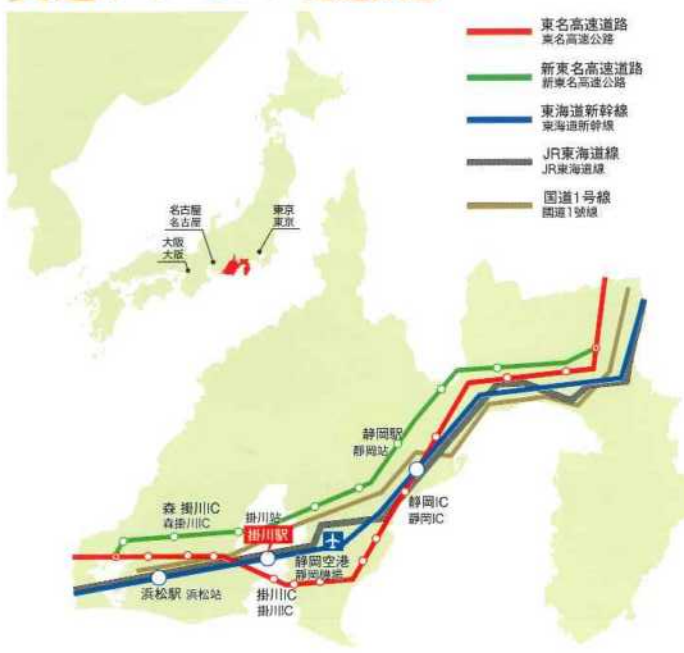 東名高速道路
東名高速公路
新東名高速道路
新東名高速公路
東海道新幹線
東海道新幹線
JR東海道線
JR東海道線
国道1号線
國道1號線
名古屋
名古屋
東京
東京
大阪
大阪
静岡駅
靜岡站
静岡IC
靜岡IC
森 掛川IC
森掛川IC
掛川站
掛川駅
静岡空港
靜岡機場
浜松駅 浜松站
掛川IC
掛川IC